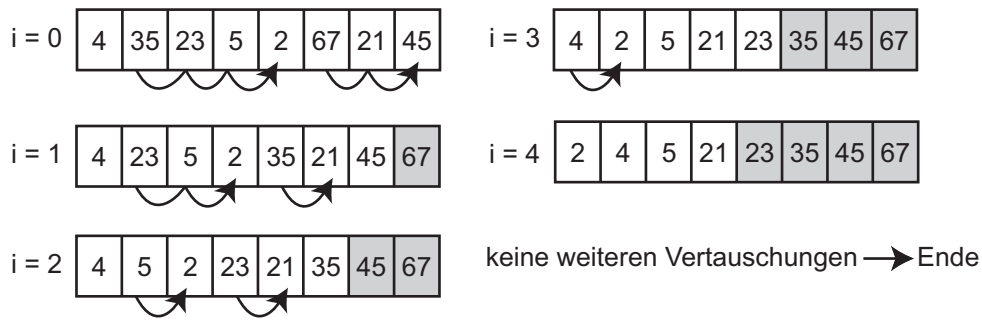 i = 0 4 35 23 5 2 67 21 45
i = 1 4 23 5 2 35 21 45 67
i = 2 4 5 2 23 21 35 45 67
i = 3 4 2 5 21 23 35 45 67
i = 4 2 4 5 21 23 35 45 67
keine weiteren Vertauschungen Ende